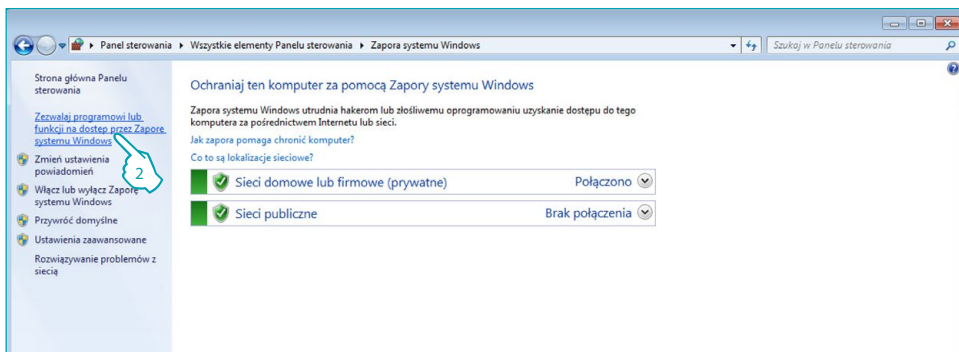 Panel sterowania ▸ Wszystkie elementy Panelu sterowania ▸ Zapora systemu Windows
Szukaj w Panelu sterowania
Strona główna Panelu
sterowania
Zezwalaj programowi lub
funkcji na dostęp przez Zaporę
systemu Windows
Zmień ustawienia
powiadomień
Włącz lub wyłącz Zaporę
systemu Windows
Przywróć domyślne
Ustawienia zaawansowane
Rozwiązywanie problemów z
siecią
2
Ochraniaj ten komputer za pomocą Zapory systemu Windows
Zapora systemu Windows utrudnia hakerom lub złośliwemu oprogramowaniu uzyskanie dostępu do tego
komputera za pośrednictwem Internetu lub sieci.
Jak zapora pomaga chronić komputer?
Co to są lokalizacje sieciowe?
Sieci domowe lub firmowe (prywatne) Połączono
Sieci publiczne Brak połączenia